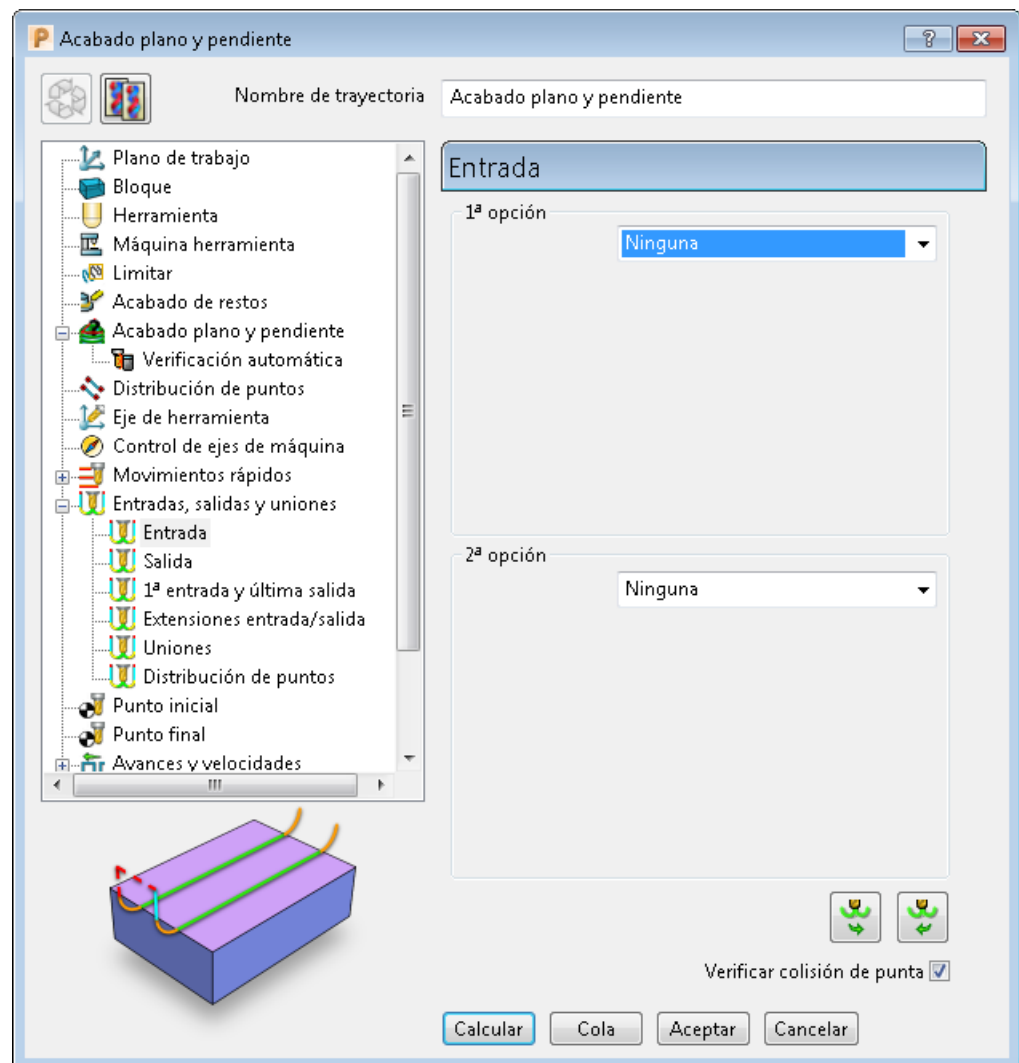 Acabado plano y pendiente
Nombre de trayectoria Acabado plano y pendiente
Plano de trabajo
Bloque
Herramienta
Máquina herramienta
Limitar
Acabado de restos
Acabado plano y pendiente
Verificación automática
Distribución de puntos
Eje de herramienta
Control de ejes de máquina
Movimientos rápidos
Entradas, salidas y uniones
Entrada
Salida
1ª entrada y última salida
Extensiones entrada/salida
Uniones
Distribución de puntos
Punto inicial
Punto final
Avances y velocidades
Entrada
1ª opción
Ninguna
2ª opción
Ninguna
Verificar colisión de punta
Calcular Cola Aceptar Cancelar